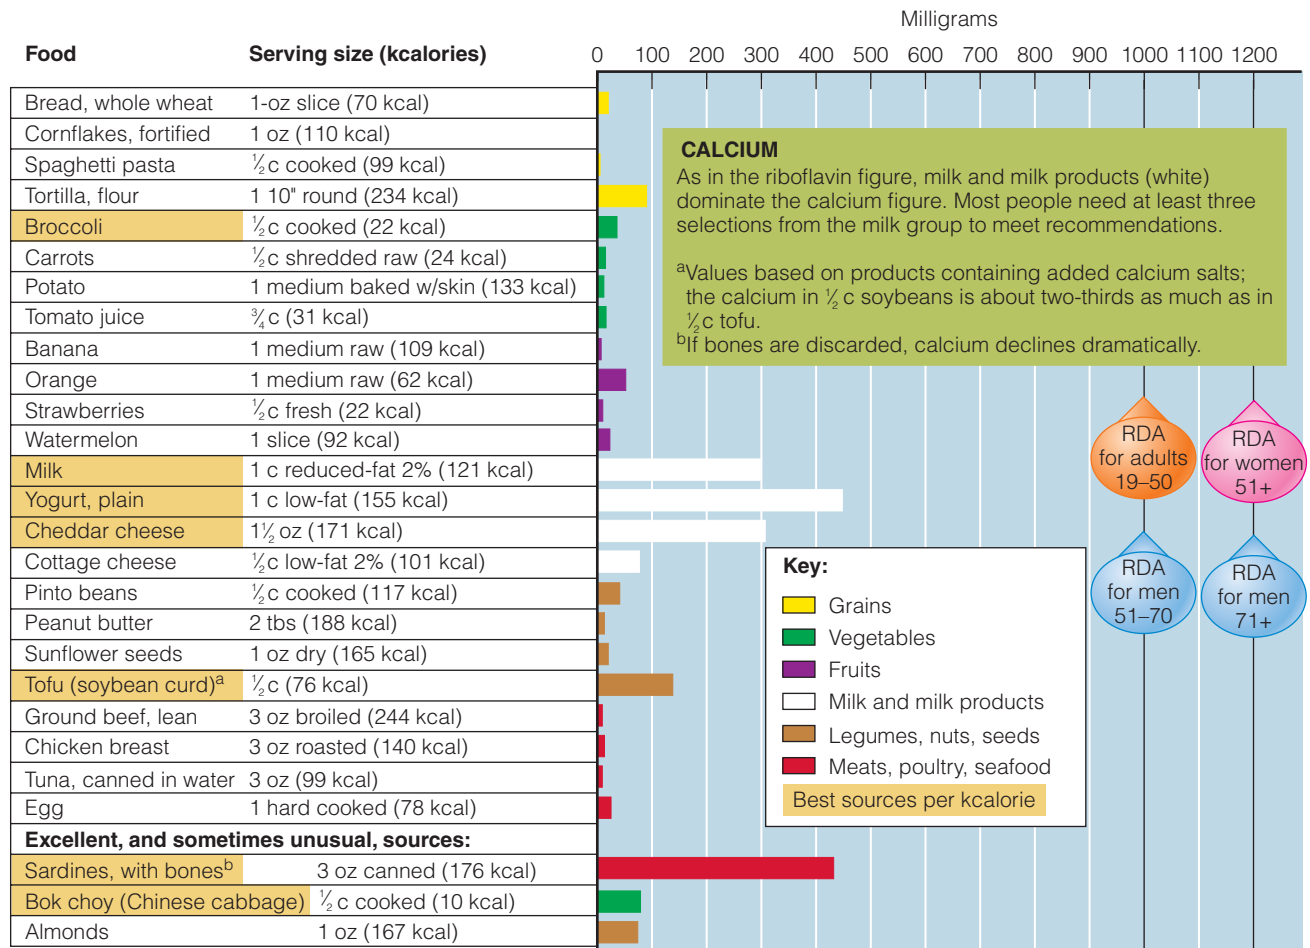 Milligrams
Food Serving size (kcalories) 0 100 200 300 400 500 600 700 800 900 1000 1100 1200
Bread, whole wheat 1-oz slice (70 kcal)
Cornflakes, fortified 1 oz (110 kcal)
Spaghetti pasta ½ c cooked (99 kcal)
Tortilla, flour 1 10" round (234 kcal)
Broccoli ½ c cooked (22 kcal)
Carrots ½ c shredded raw (24 kcal)
Potato 1 medium baked w/skin (133 kcal)
Tomato juice ¾ c (31 kcal)
Banana 1 medium raw (109 kcal)
Orange 1 medium raw (62 kcal)
Strawberries ½ c fresh (22 kcal)
Watermelon 1 slice (92 kcal)
Milk 1 c reduced-fat 2% (121 kcal)
Yogurt, plain 1 c low-fat (155 kcal)
Cheddar cheese 1½ oz (171 kcal)
Cottage cheese ½ c low-fat 2% (101 kcal)
Pinto beans ½ c cooked (117 kcal)
Peanut butter 2 tbs (188 kcal)
Sunflower seeds 1 oz dry (165 kcal)
Tofu (soybean curd)ᵃ ½ c (76 kcal)
Ground beef, lean 3 oz broiled (244 kcal)
Chicken breast 3 oz roasted (140 kcal)
Tuna, canned in water 3 oz (99 kcal)
Egg 1 hard cooked (78 kcal)
Excellent, and sometimes unusual, sources:
Sardines, with bonesᵇ 3 oz canned (176 kcal)
Bok choy (Chinese cabbage) ½ c cooked (10 kcal)
Almonds 1 oz (167 kcal)
CALCIUM
As in the riboflavin figure, milk and milk products (white)
dominate the calcium figure. Most people need at least three
selections from the milk group to meet recommendations.
ᵃValues based on products containing added calcium salts;
the calcium in ½ c soybeans is about two-thirds as much as in
½ c tofu.
ᵇIf bones are discarded, calcium declines dramatically.
RDA
for adults
19–50
RDA
for women
51+
RDA
for men
51–70
RDA
for men
71+
Key:
Grains
Vegetables
Fruits
Milk and milk products
Legumes, nuts, seeds
Meats, poultry, seafood
Best sources per kcalorie